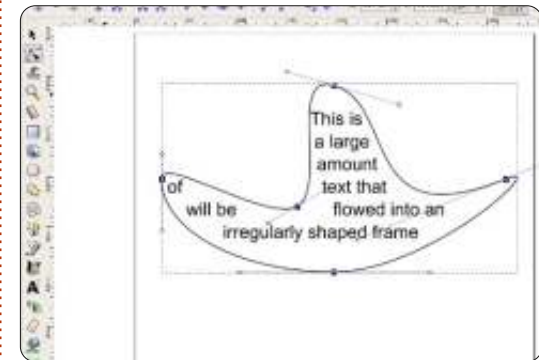 This is
a large
amount
of text that
will be flowed into an
irregularly shaped frame